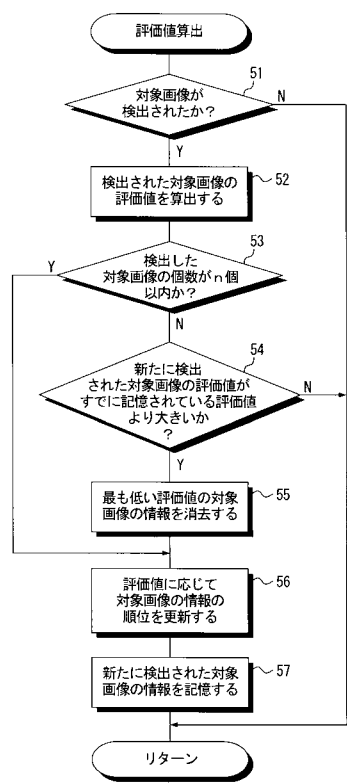 評価値算出
51
対象画像が
検出されたか？
N
Y
検出された対象画像の
評価値を算出する
52
53
検出した
対象画像の個数がｎ個
以内か？
Y
N
54
新たに検出
された対象画像の評価値が
すでに記憶されている評価値
より大きいか
？
N
Y
最も低い評価値の対象
画像の情報を消去する
55
評価値に応じて
対象画像の情報の
順位を更新する
56
新たに検出された対象
画像の情報を記憶する
57
リターン